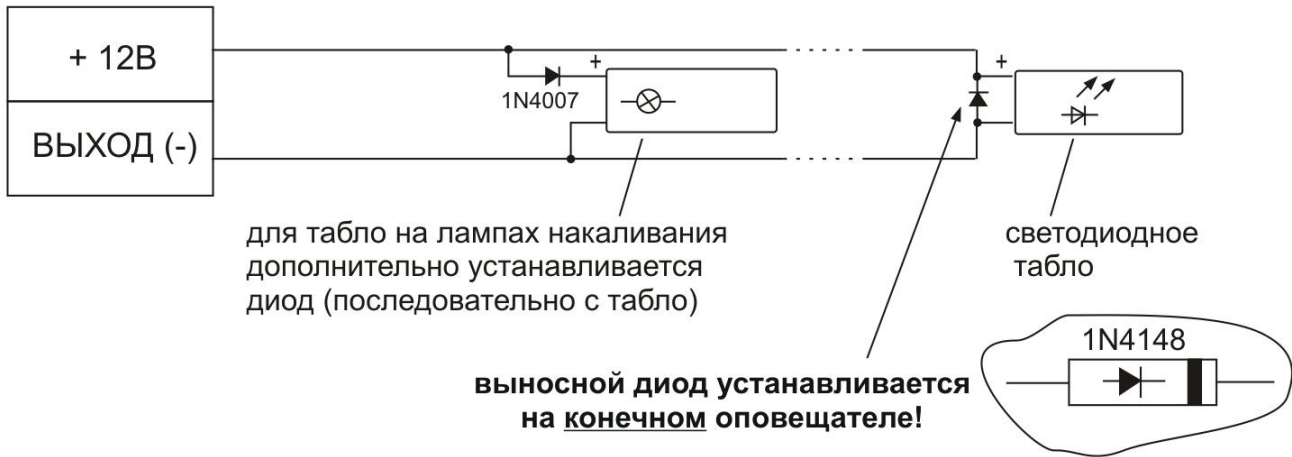 + 12В
ВЫХОД (-)
+
1N4007
+
для табло на лампах накаливания
дополнительно устанавливается
диод (последовательно с табло)
светодиодное
табло
1N4148
выносной диод устанавливается
на конечном оповещателе!